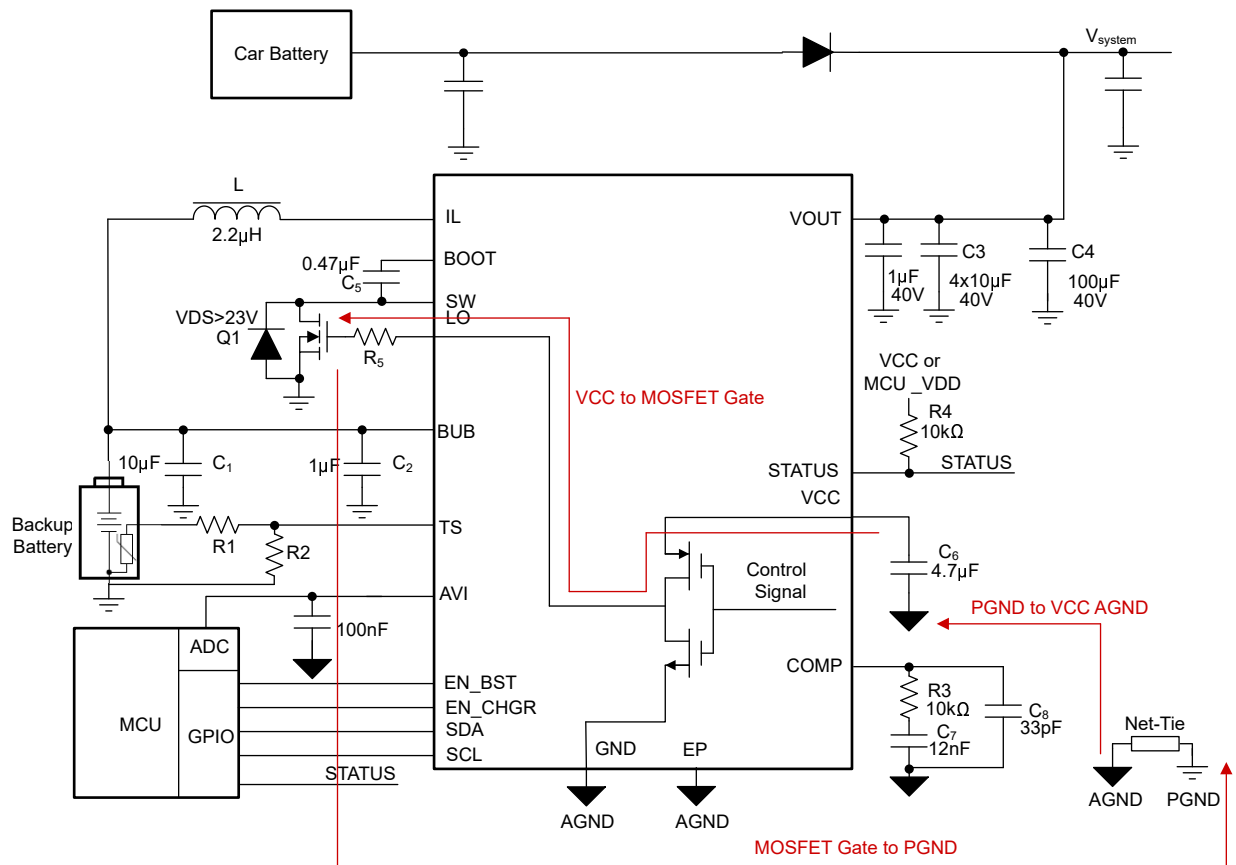 Car Battery
Vsystem
L
2.2µH
IL
VOUT
BOOT
0.47µF
C5
SW
LO
VDS>23V
Q1
R5
1µF
40V
C3
4x10µF
40V
C4
100µF
40V
VCC or
MCU _VDD
R4
10kΩ
VCC to MOSFET Gate
BUB
10µF
C1
1µF
C2
STATUS
STATUS
VCC
Backup
Battery
R1
R2
TS
C6
4.7µF
Control
Signal
AVI
100nF
PGND to VCC AGND
ADC
COMP
MCU
GPIO
EN_BST
EN_CHGR
SDA
SCL
STATUS
R3
10kΩ
C7
12nF
C8
33pF
Net-Tie
GND
EP
AGND
AGND
AGND
PGND
MOSFET Gate to PGND